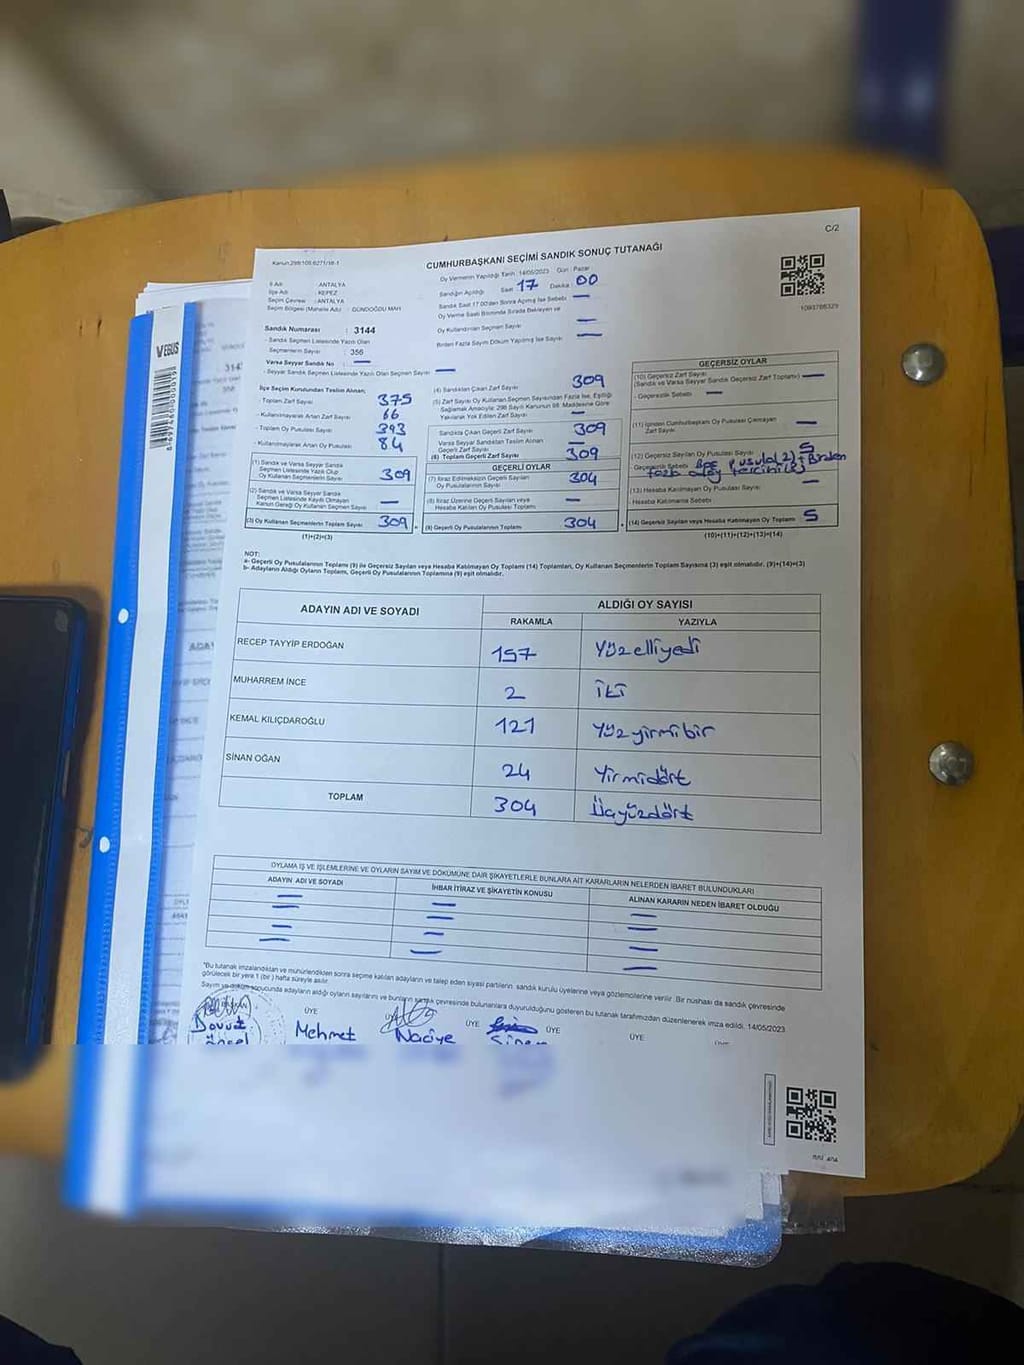 C/2
Kanun:298/105-6271/18-1
CUMHURBAŞKANI SEÇİMİ SANDIK SONUÇ TUTANAĞI
1093788329
İl Adı : ANTALYA
İlçe Adı : KEPEZ
Seçim Çevresi : ANTALYA
Seçim Bölgesi (Mahalle Adı) : GÜNDOĞDU MAH
Oy Vermenin Yapıldığı Tarih : 14/05/2023 Gün : Pazar
Sandığın Açıldığı Saat 17 Dakika 00
Sandık Saat 17:00'den Sonra Açılmış İse Sebebi —
Oy Verme Saati Bitiminde Sırada Bekleyen ve
Oy Kullandırılan Seçmen Sayısı —
Birden Fazla Sayım Döküm Yapılmış İse Sayısı —
Sandık Numarası : 3144
- Sandık Seçmen Listesinde Yazılı Olan
Seçmenlerin Sayısı : 356
Varsa Seyyar Sandık No : —
- Seyyar Sandık Seçmen Listesinde Yazılı Olan Seçmen Sayısı : —
İlçe Seçim Kurulundan Teslim Alınan;
- Toplam Zarf Sayısı 375
- Kullanılmayarak Artan Zarf Sayısı 66
- Toplam Oy Pusulası Sayısı 393
- Kullanılmayarak Artan Oy Pusulası 84
(1) Sandık ve Varsa Seyyar Sandık
Seçmen Listesinde Yazılı Olup
Oy Kullanan Seçmenlerin Sayısı 309
(2) Sandık ve Varsa Seyyar Sandık
Seçmen Listesinde Kayıtlı Olmayan
Kanun Gereği Oy Kullanan Seçmen Sayısı —
(3) Oy Kullanan Seçmenlerin Toplam Sayısı 309
(1)+(2)=(3)
(4) Sandıktan Çıkan Zarf Sayısı 309
(5) Zarf Sayısı Oy Kullanan Seçmen Sayısından Fazla İse, Eşitliği
Sağlamak Amacıyla; 298 Sayılı Kanunun 98. Maddesine Göre
Yakılarak Yok Edilen Zarf Sayısı —
Sandıkta Çıkan Geçerli Zarf Sayısı 309
Varsa Seyyar Sandıktan Teslim Alınan
Geçerli Zarf Sayısı —
(6) Toplam Geçerli Zarf Sayısı 309
GEÇERLİ OYLAR
(7) İtiraz Edilmeksizin Geçerli Sayılan
Oy Pusulalarının Sayısı 304
(8) İtiraz Üzerine Geçerli Sayılan veya
Hesaba Katılan Oy Pusulalarının Toplamı —
(9) Geçerli Oy Pusulalarının Toplamı 304
GEÇERSİZ OYLAR
(10) Geçersiz Zarf Sayısı
(Sandık ve Varsa Seyyar Sandık Geçersiz Zarf Toplamı) —
- Geçersizlik Sebebi : —
(11) İçinden Cumhurbaşkanı Oy Pusulası Çıkmayan
Zarf Sayısı —
(12) Geçersiz Sayılan Oy Pusulası Sayısı 5
Geçersizlik Sebebi : Boş pusula(2) + Birden
fazla aday tercihi(3)
(13) Hesaba Katılmayan Oy Pusulası Sayısı —
- Hesaba Katılmama Sebebi :
(14) Geçersiz Sayılan veya Hesaba Katılmayan Oy Toplamı 5
(10)+(11)+(12)+(13)=(14)
NOT:
a- Geçerli Oy Pusulalarının Toplamı (9) ile Geçersiz Sayılan veya Hesaba Katılmayan Oy Toplamı (14) Toplamları, Oy Kullanan Seçmenlerin Toplam Sayısına (3) eşit olmalıdır. (9)+(14)=(3)
b- Adayların Aldığı Oyların Toplamı, Geçerli Oy Pusulalarının Toplamına (9) eşit olmalıdır.
ADAYIN ADI VE SOYADI ALDIĞI OY SAYISI
RAKAMLA YAZIYLA
RECEP TAYYİP ERDOĞAN 157 Yüzelliyedi
MUHARREM İNCE 2 İki
KEMAL KILIÇDAROĞLU 121 Yüzyirmibir
SİNAN OĞAN 24 Yirmidört
TOPLAM 304 Üçyüzdört
OYLAMA İŞ VE İŞLEMLERİNE VE OYLARIN SAYIM VE DÖKÜMÜNE DAİR ŞİKAYETLERLE BUNLARA AİT KARARLARIN NELERDEN İBARET BULUNDUKLARI
ADAYIN ADI VE SOYADI İHBAR İTİRAZ VE ŞİKAYETİN KONUSU ALINAN KARARIN NEDEN İBARET OLDUĞU
— — —
— — —
— — —
— — —
*Bu tutanak imzalandıktan ve mühürlendikten sonra seçime katılan adayların ve talep eden siyasi partilerin sandık kurulu üyelerine veya gözlemcilerine verilir. Bir nüshası da sandık çevresinde
görülecek bir yere 1 (bir) hafta süreyle asılır.
Sayım ve döküm sonucunda adayların aldığı oyların sayılarını ve bunların sandık çevresinde bulunanlara duyurulduğunu gösteren bu tutanak tarafımızdan düzenlenerek imza edildi. 14/05/2023
BAŞKAN ÜYE ÜYE ÜYE ÜYE ÜYE
Davut Mehmet Naciye Sinem
VEGUS